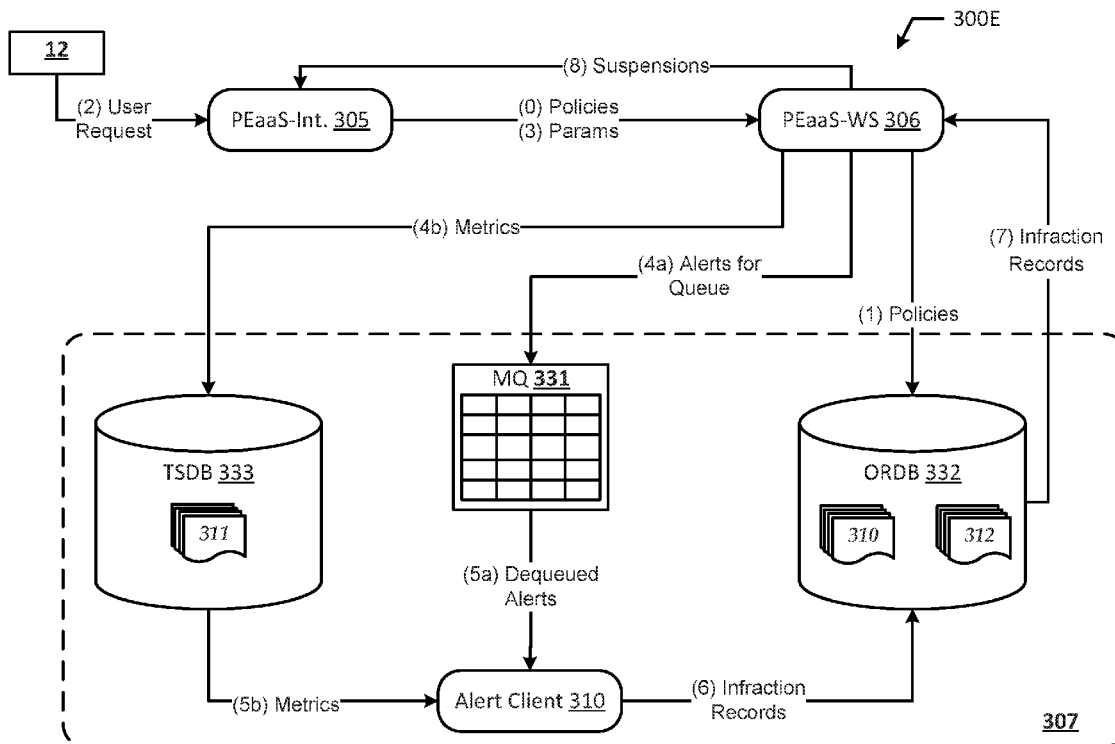 300E
12
(8) Suspensions
(2) User
Request
PEaaS-Int. 305
(0) Policies
(3) Params
PEaaS-WS 306
(4b) Metrics
(7) Infraction
Records
(4a) Alerts for
Queue
(1) Policies
MQ 331
TSDB 333
ORDB 332
311
310
312
(5a) Dequeued
Alerts
(5b) Metrics
Alert Client 310
(6) Infraction
Records
307